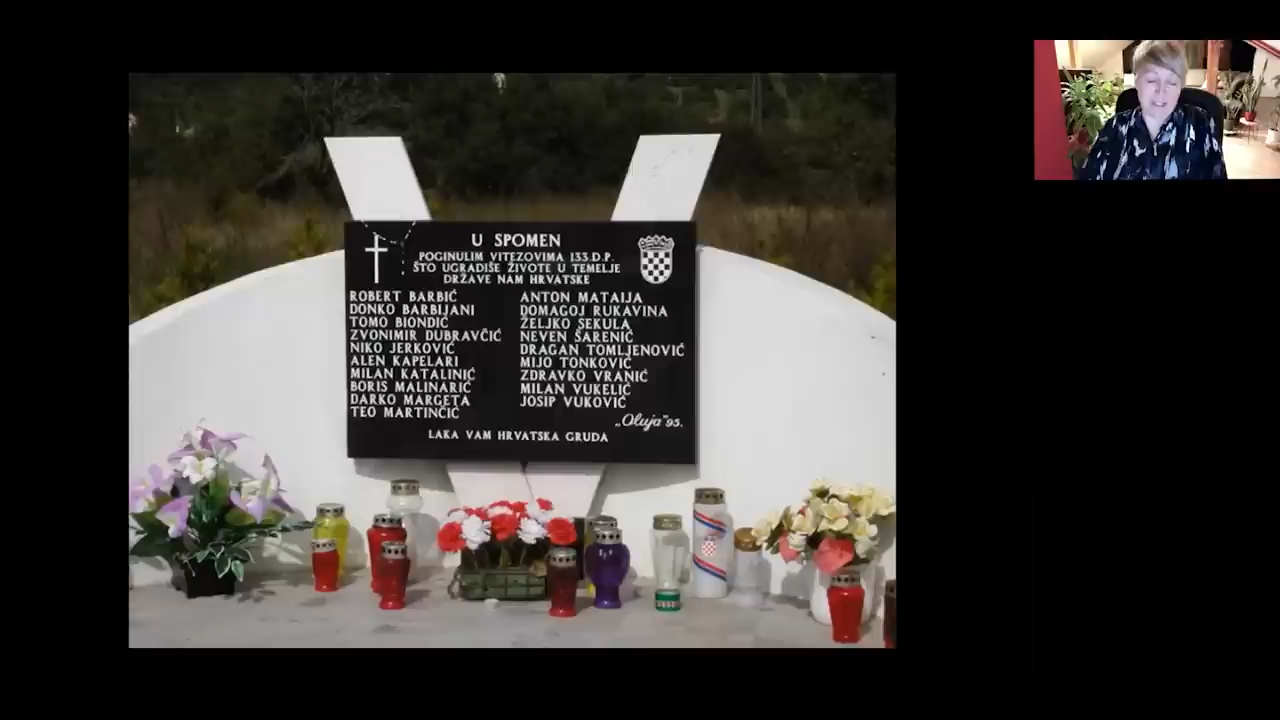 U SPOMEN
POGINULIM VITEZOVIMA 133.D.P.
ŠTO UGRADIŠE ŽIVOTE U TEMELJE
DRŽAVE NAM HRVATSKE
ROBERT BARBIĆ
DONKO BARBIJANI
TOMO BIONDIĆ
ZVONIMIR DUBRAVČIĆ
NIKO JERKOVIĆ
ALEN KAPELARI
MILAN KATALINIĆ
BORIS MALINARIĆ
DARKO MARGETA
TEO MARTINČIĆ
ANTON MATAIJA
DOMAGOJ RUKAVINA
ŽELJKO SEKULA
NEVEN ŠARENIĆ
DRAGAN TOMLJENOVIĆ
MIJO TONKOVIĆ
ZDRAVKO VRANIĆ
MILAN VUKELIĆ
JOSIP VUKOVIĆ
„Oluja"95.
LAKA VAM HRVATSKA GRUDA